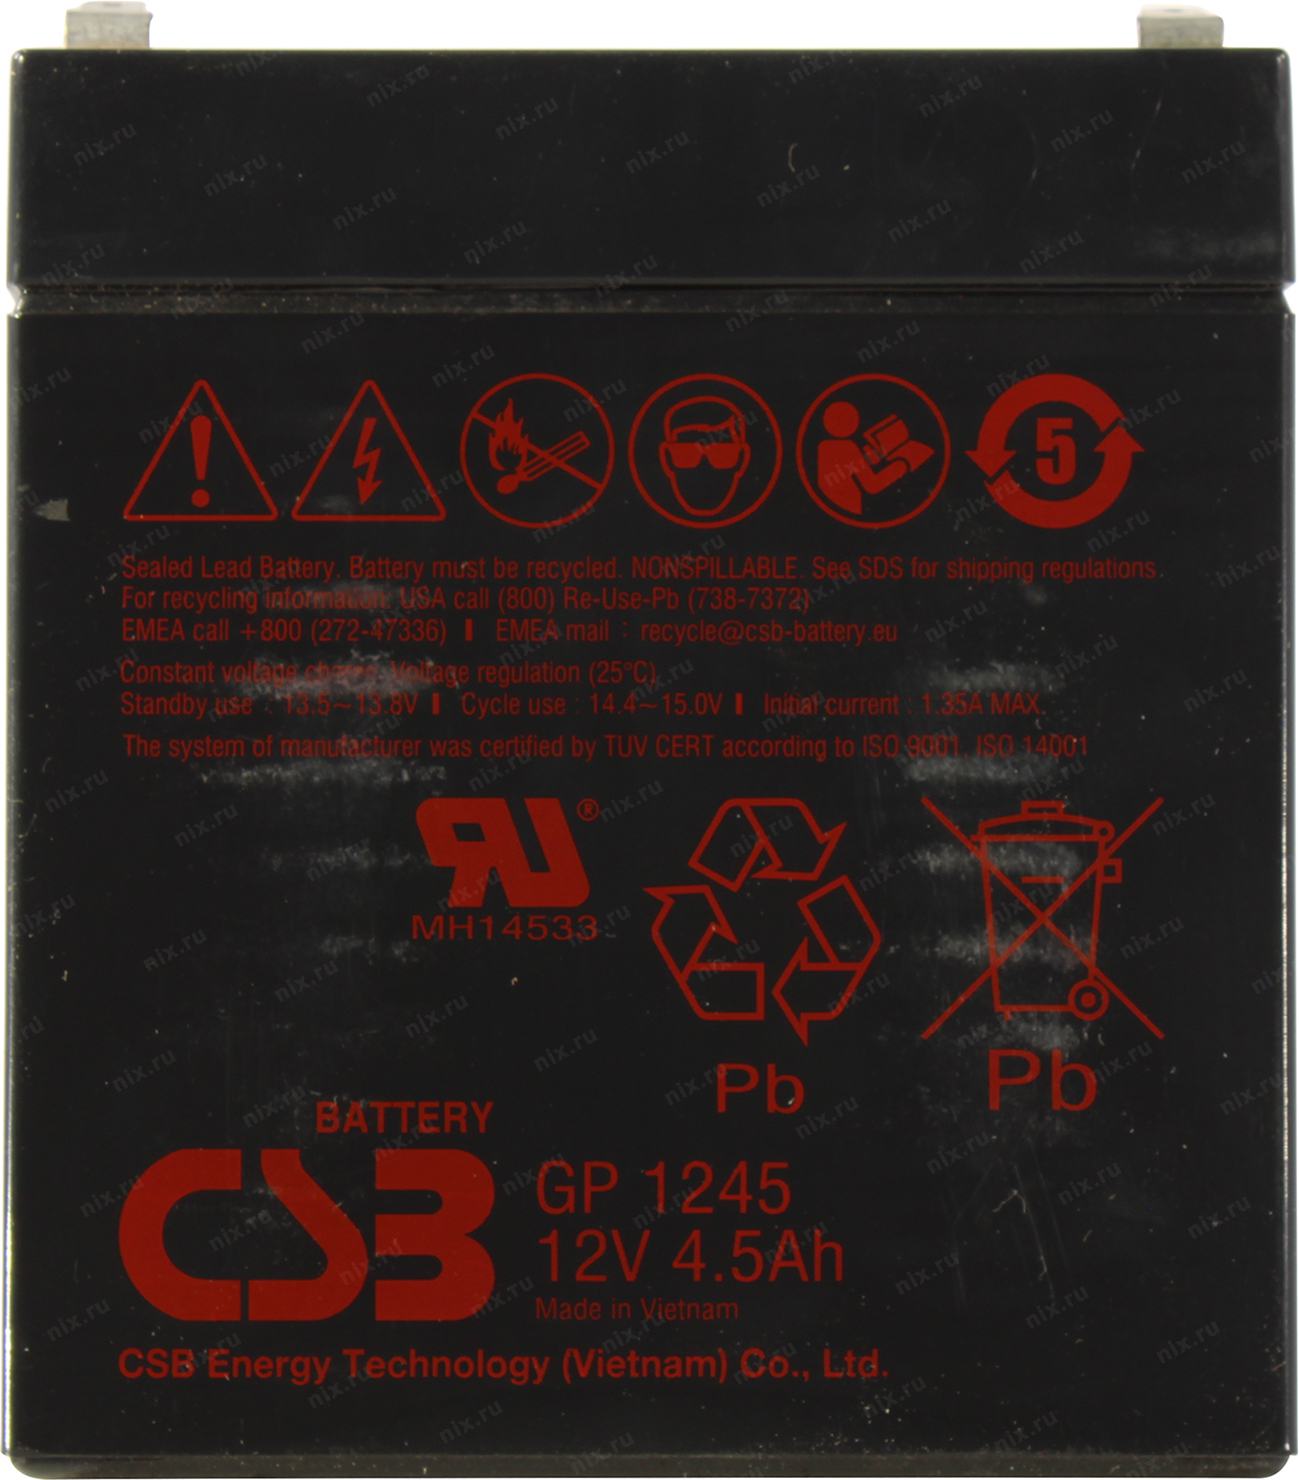 5
Sealed Lead Battery. Battery must be recycled. NONSPILLABLE. See SDS for shipping regulations.
For recycling information: USA call (800) Re-Use-Pb (738-7372)
EMEA call +800 (272-47336) | EMEA mail : recycle@csb-battery.eu
Constant voltage charge. Voltage regulation (25°C)
Standby use : 13.5~13.8V | Cycle use : 14.4~15.0V | Initial current : 1.35A MAX.
The system of manufacturer was certified by TUV CERT according to ISO 9001, ISO 14001
RU®
MH14533
Pb
Pb
BATTERY
CSB
GP 1245
12V 4.5Ah
Made in Vietnam
CSB Energy Technology (Vietnam) Co., Ltd.
nix.ru